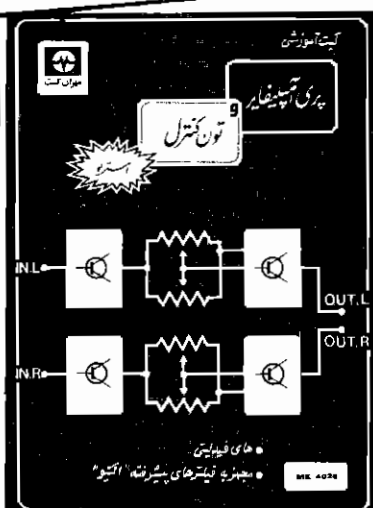 کیت آموزشی
مهران کیت
پری آمپلیفایر
و
تون کنترل
استریو
IN.L
OUT.L
OUT.R
IN.R
• های فیدلیتی
• مجهز به فیلترهای پیشرفته "اکتیو"
MK 4026